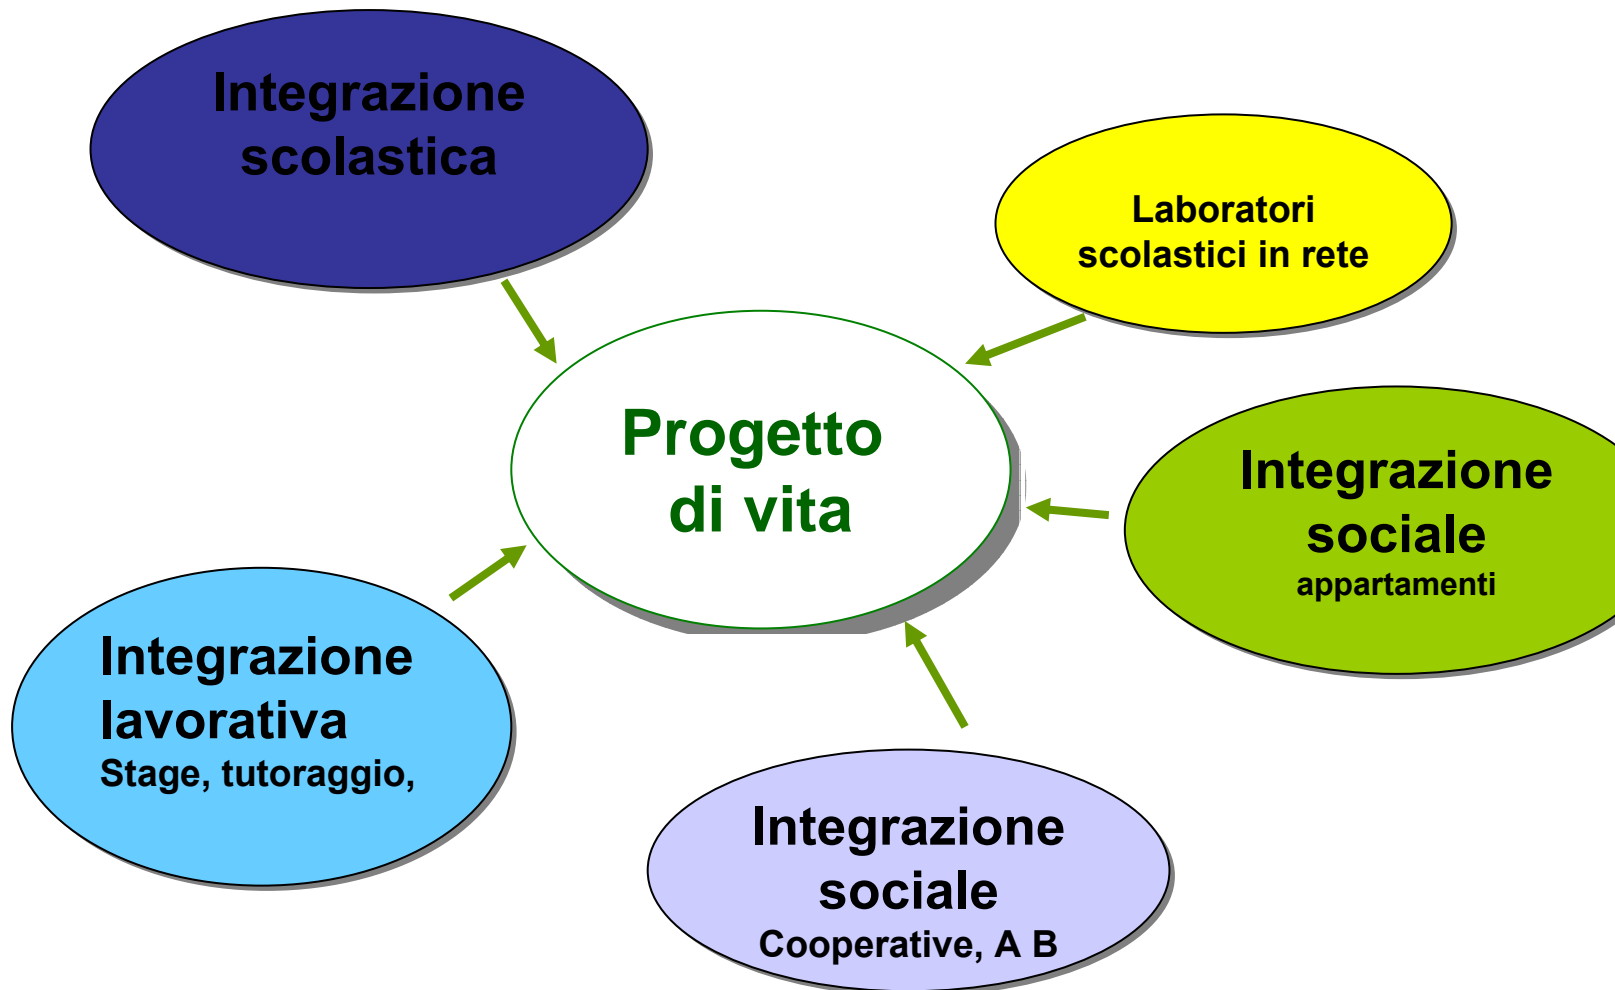 Integrazione
scolastica
Laboratori
scolastici in rete
Progetto
di vita
Integrazione
sociale
appartamenti
Integrazione
lavorativa
Stage, tutoraggio,
Integrazione
sociale
Cooperative, A B